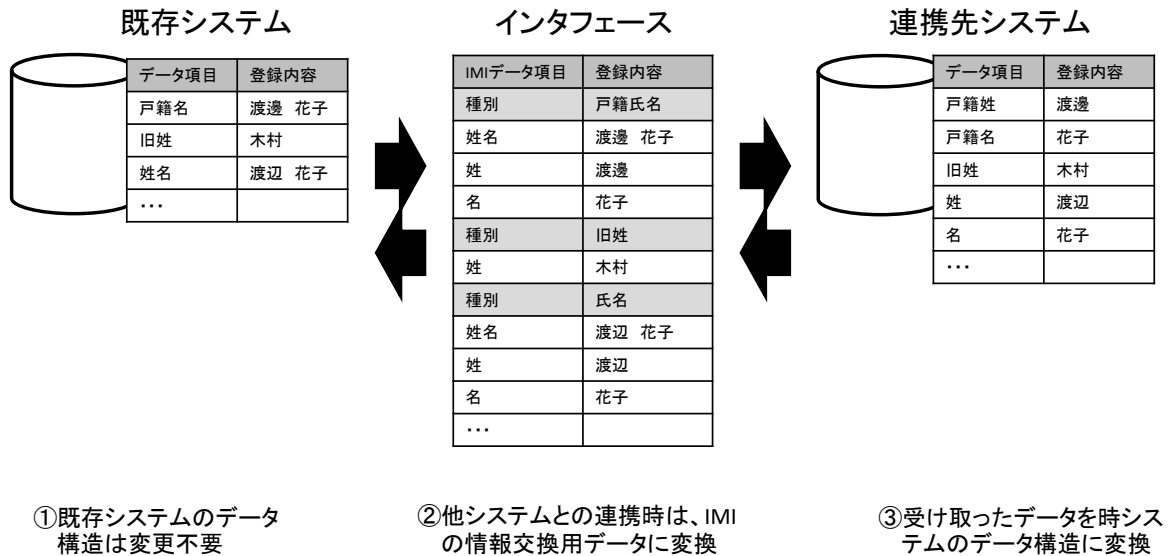 既存システム
インタフェース
連携先システム
データ項目 登録内容
戸籍名 渡邊 花子
旧姓 木村
姓名 渡辺 花子
・・・
IMIデータ項目 登録内容
種別 戸籍氏名
姓名 渡邊 花子
姓 渡邊
名 花子
種別 旧姓
姓 木村
種別 氏名
姓名 渡辺 花子
姓 渡辺
名 花子
・・・
データ項目 登録内容
戸籍姓 渡邊
戸籍名 花子
旧姓 木村
姓 渡辺
名 花子
・・・
①既存システムのデータ
構造は変更不要
②他システムとの連携時は、IMI
の情報交換用データに変換
③受け取ったデータを時シス
テムのデータ構造に変換